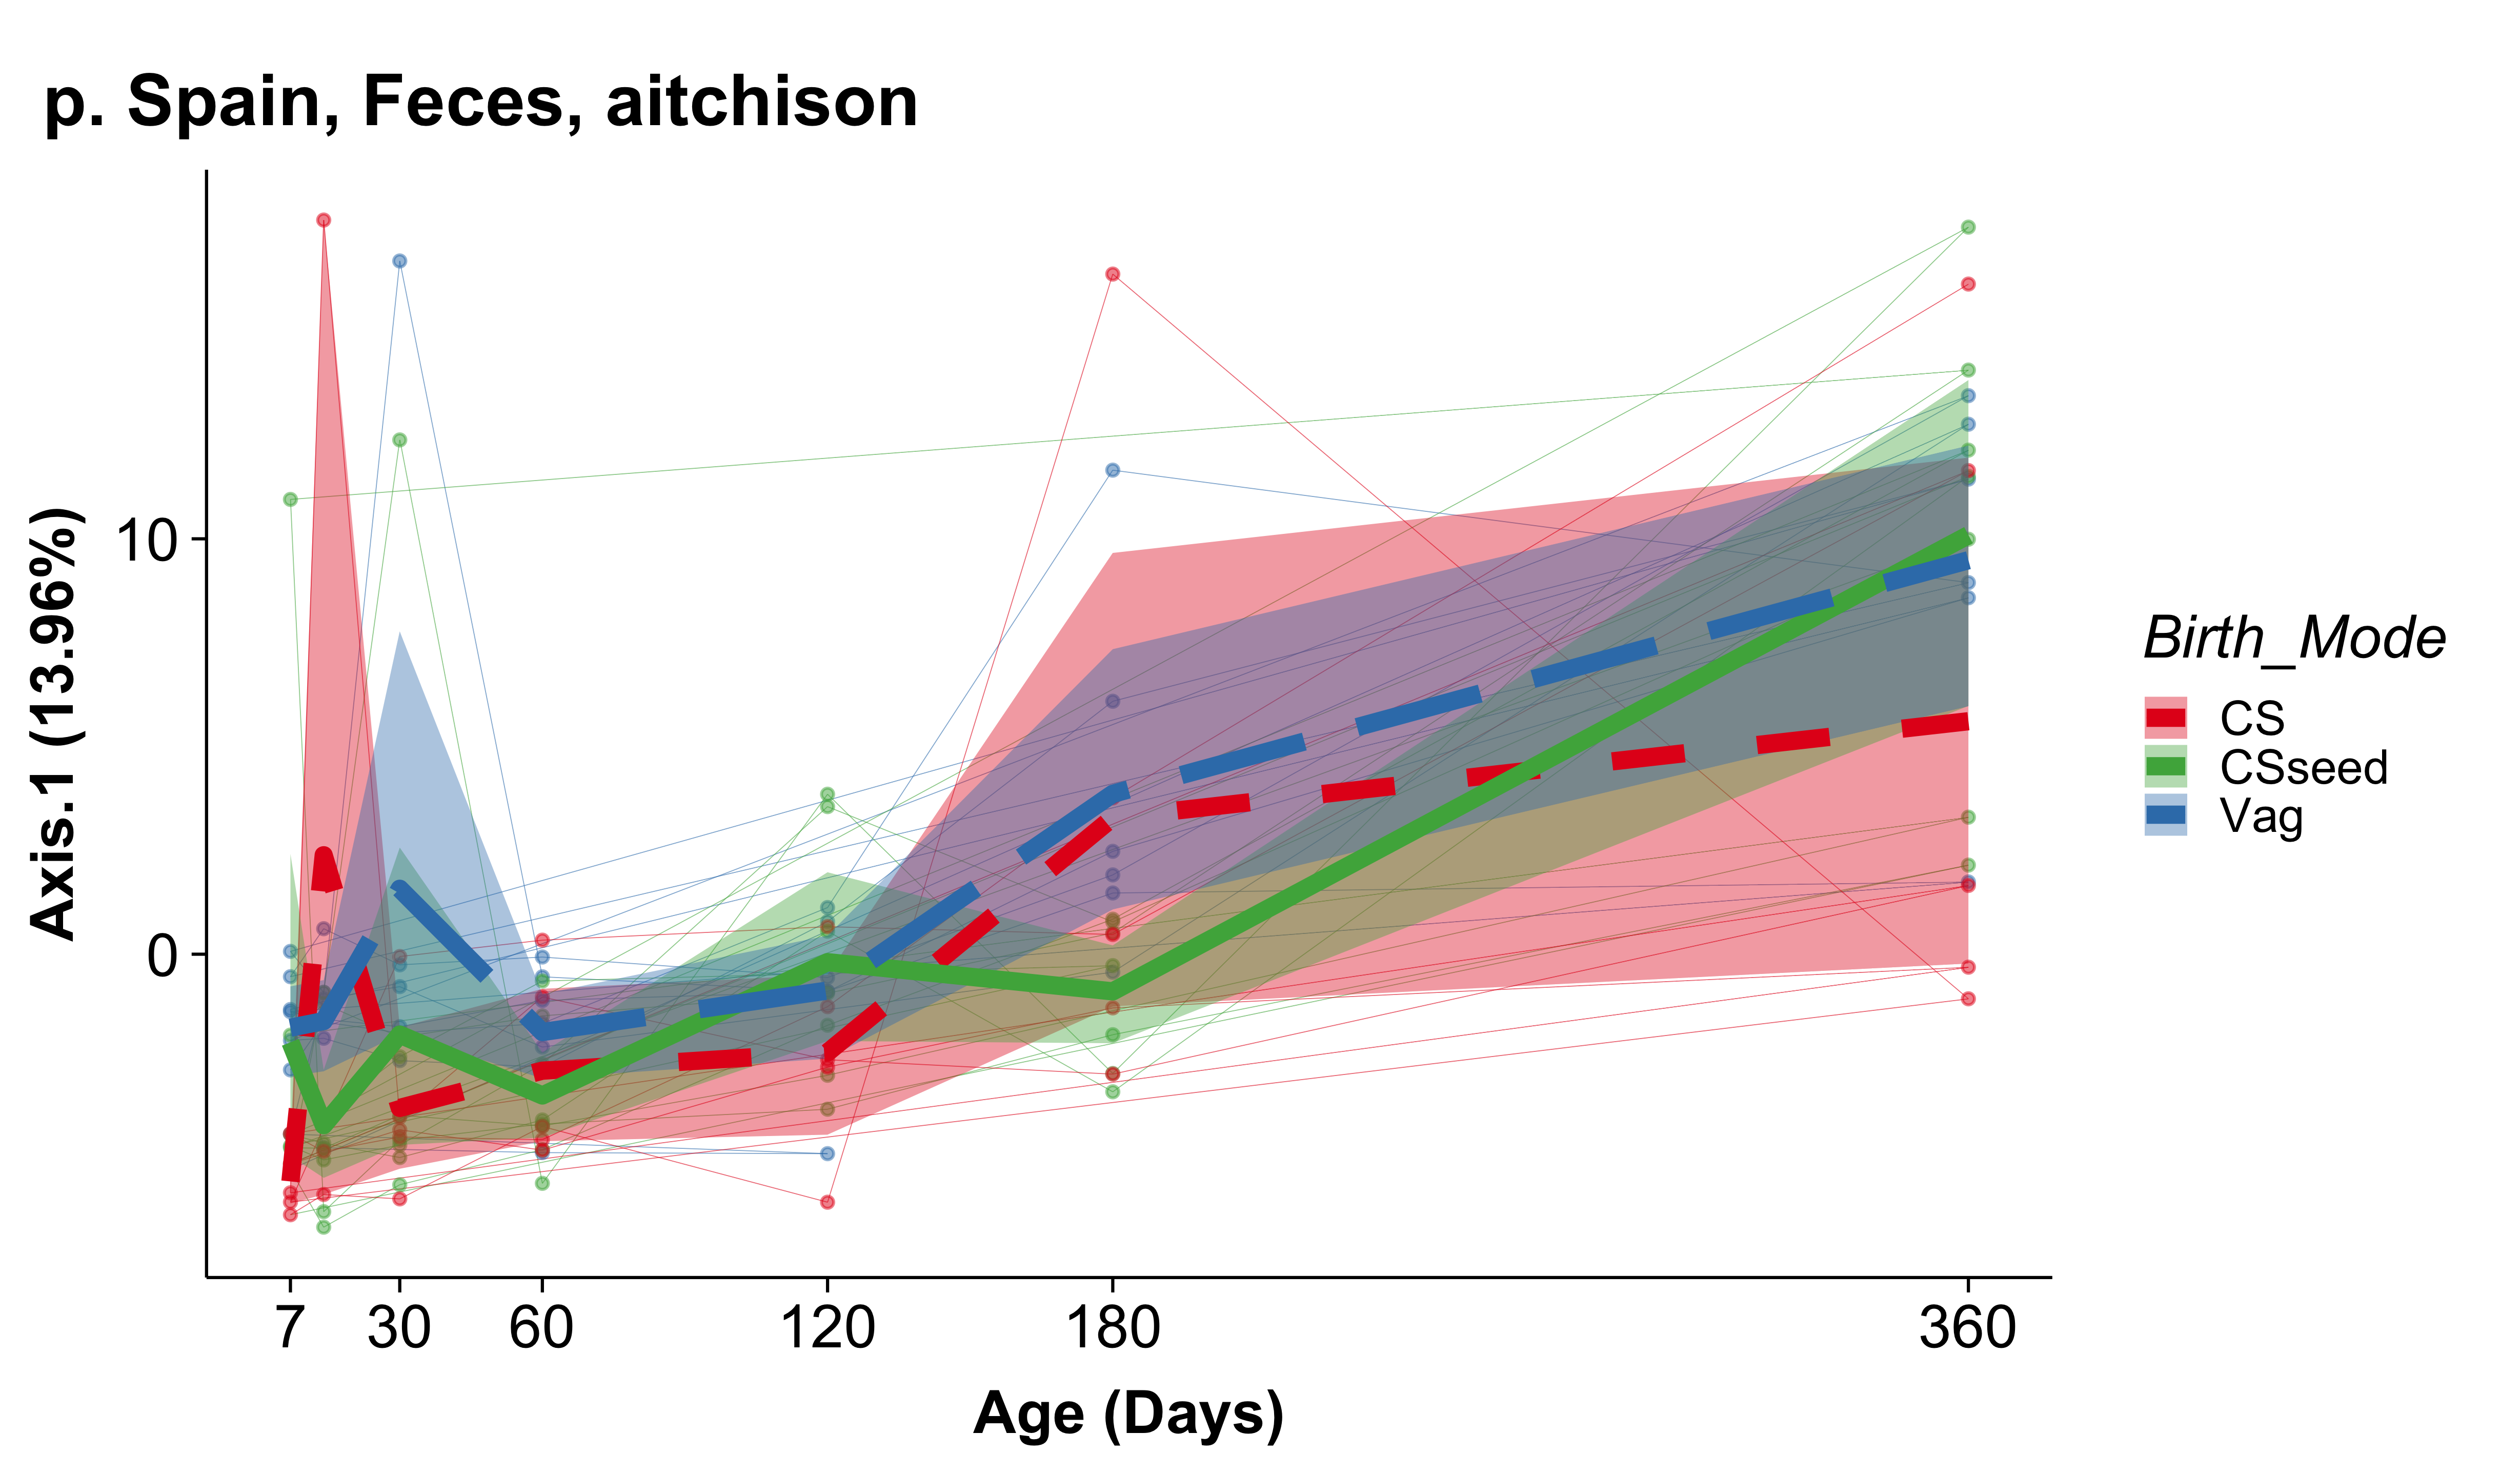 p. Spain, Feces, aitchison
Axis.1 (13.96%)
10
0
7 30 60 120 180 360
Age (Days)
Birth_Mode
CS
CSseed
Vag